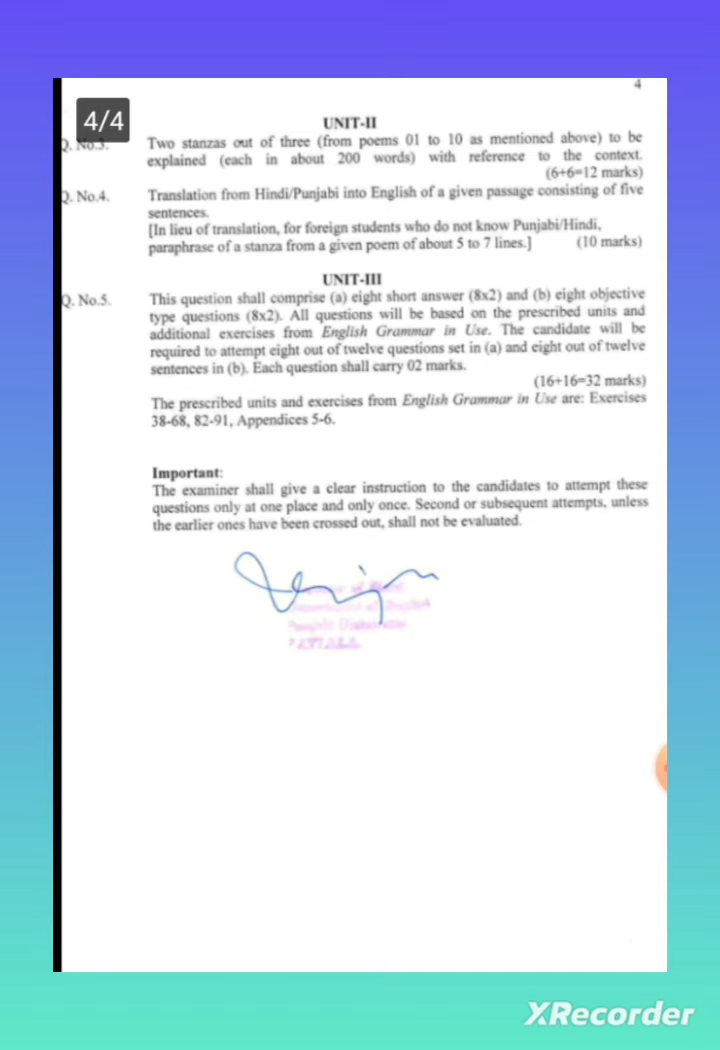 4
4/4
UNIT-II
Q. No.3. Two stanzas out of three (from poems 01 to 10 as mentioned above) to be
explained (each in about 200 words) with reference to the context.
(6+6=12 marks)
Q. No.4. Translation from Hindi/Punjabi into English of a given passage consisting of five
sentences.
[In lieu of translation, for foreign students who do not know Punjabi/Hindi,
paraphrase of a stanza from a given poem of about 5 to 7 lines.] (10 marks)
UNIT-III
Q. No.5. This question shall comprise (a) eight short answer (8x2) and (b) eight objective
type questions (8x2). All questions will be based on the prescribed units and
additional exercises from English Grammar in Use. The candidate will be
required to attempt eight out of twelve questions set in (a) and eight out of twelve
sentences in (b). Each question shall carry 02 marks.
(16+16=32 marks)
The prescribed units and exercises from English Grammar in Use are: Exercises
38-68, 82-91, Appendices 5-6.
Important:
The examiner shall give a clear instruction to the candidates to attempt these
questions only at one place and only once. Second or subsequent attempts, unless
the earlier ones have been crossed out, shall not be evaluated.
of
of English
XRecorder